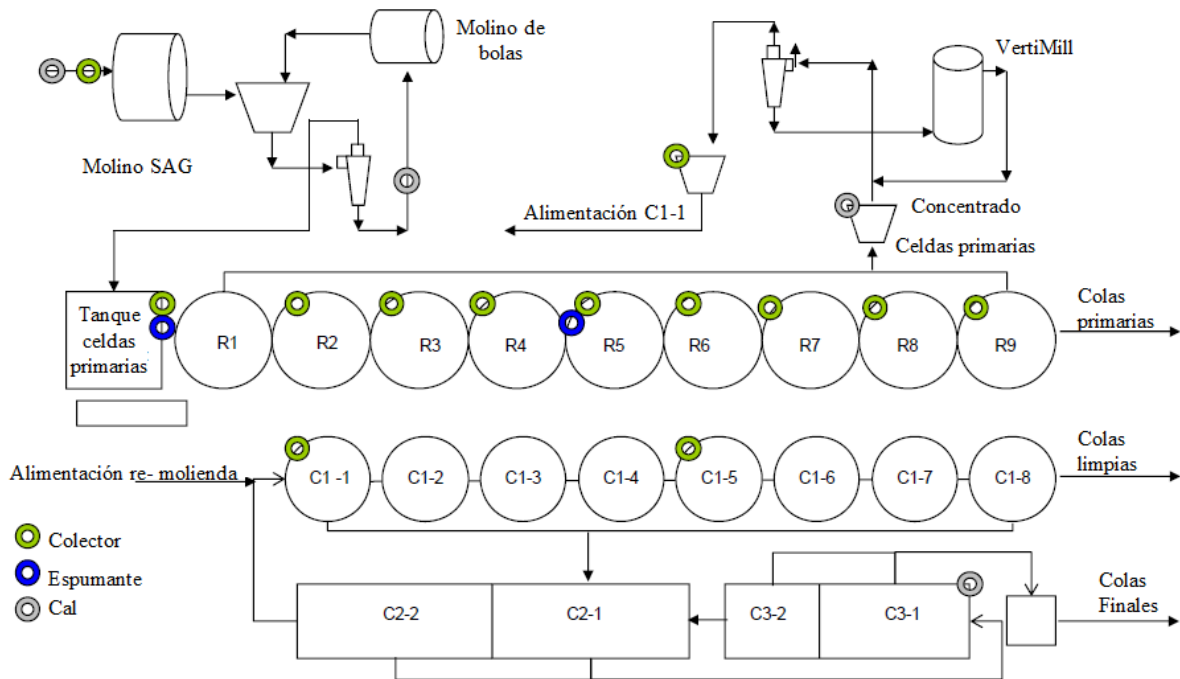 Molino de
bolas
VertiMill
Molino SAG
Alimentación C1-1
Concentrado
Celdas primarias
Tanque
celdas
primarias
R1
R2
R3
R4
R5
R6
R7
R8
R9
Colas
primarias
Alimentación re- molienda
C1 -1
C1-2
C1-3
C1-4
C1-5
C1-6
C1-7
C1-8
Colas
limpias
Colector
Espumante
Cal
C2-2
C2-1
C3-2
C3-1
Colas
Finales